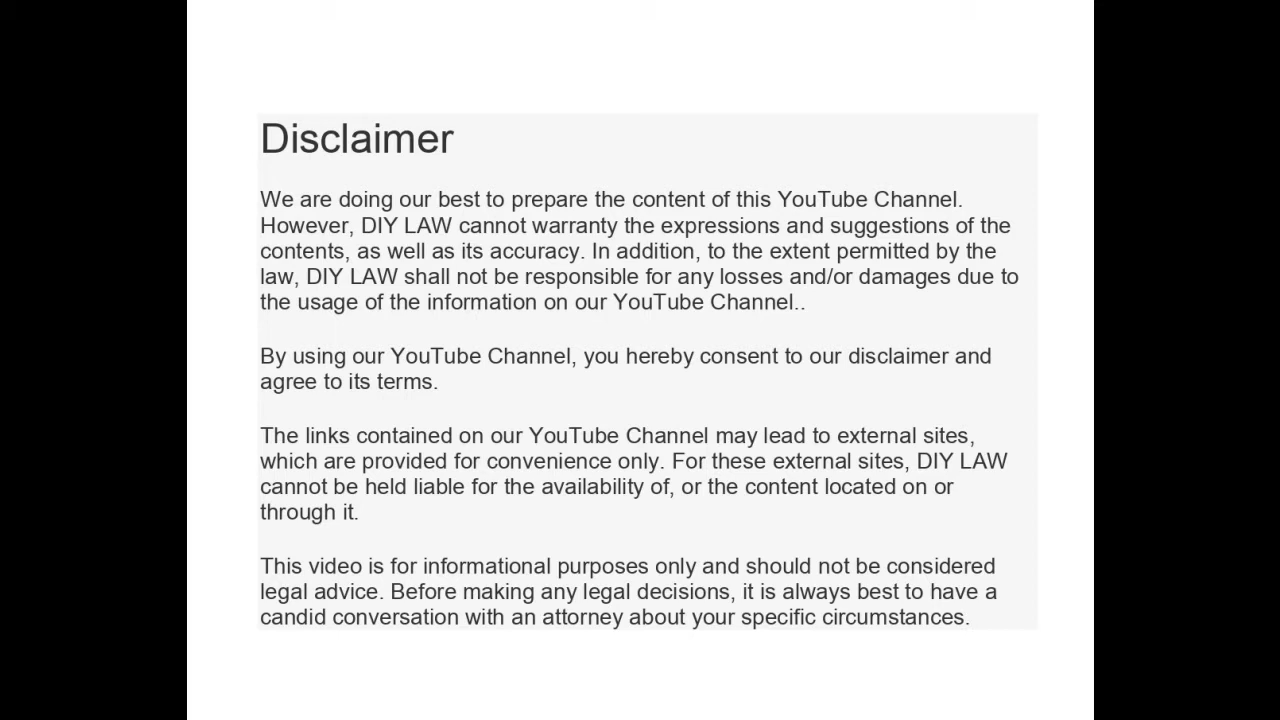 Disclaimer
We are doing our best to prepare the content of this YouTube Channel.
However, DIY LAW cannot warranty the expressions and suggestions of the
contents, as well as its accuracy. In addition, to the extent permitted by the
law, DIY LAW shall not be responsible for any losses and/or damages due to
the usage of the information on our YouTube Channel..
By using our YouTube Channel, you hereby consent to our disclaimer and
agree to its terms.
The links contained on our YouTube Channel may lead to external sites,
which are provided for convenience only. For these external sites, DIY LAW
cannot be held liable for the availability of, or the content located on or
through it.
This video is for informational purposes only and should not be considered
legal advice. Before making any legal decisions, it is always best to have a
candid conversation with an attorney about your specific circumstances.